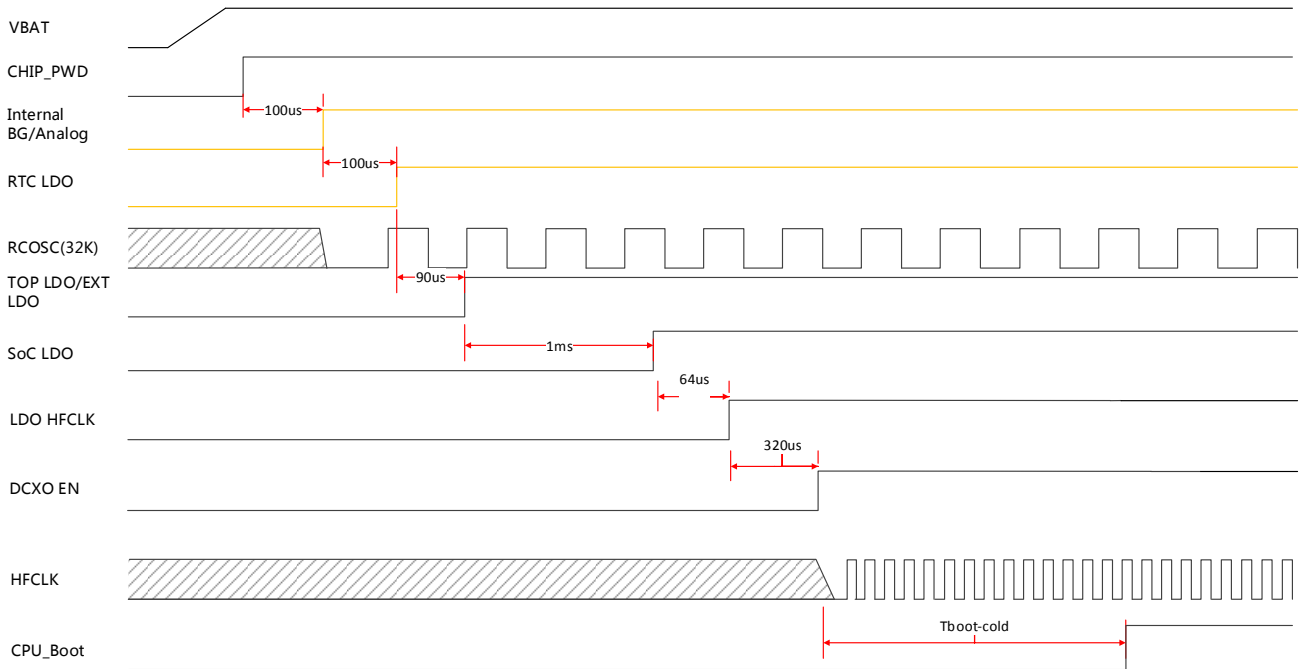 VBAT
CHIP_PWD
100us
Internal
BG/Analog
100us
RTC LDO
RCOSC(32K)
90us
TOP LDO/EXT
LDO
1ms
SoC LDO
64us
LDO HFCLK
320us
DCXO EN
HFCLK
Tboot-cold
CPU_Boot